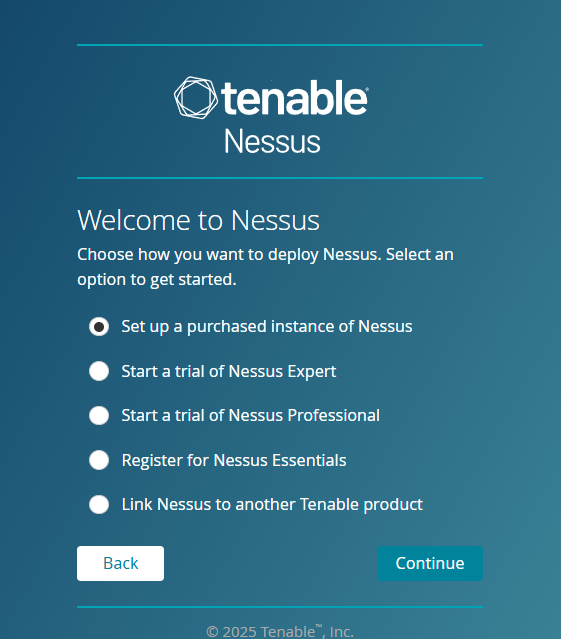 tenable®
Nessus
Welcome to Nessus
Choose how you want to deploy Nessus. Select an
option to get started.
Set up a purchased instance of Nessus
Start a trial of Nessus Expert
Start a trial of Nessus Professional
Register for Nessus Essentials
Link Nessus to another Tenable product
Back
Continue
© 2025 Tenable™, Inc.